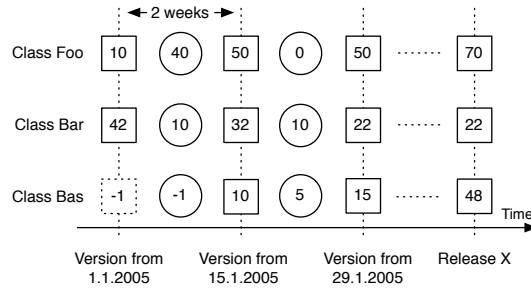 2 weeks
Class Foo 10 40 50 0 50 70
Class Bar 42 10 32 10 22 22
Class Bas -1 -1 10 5 15 48
Time
Version from 1.1.2005
Version from 15.1.2005
Version from 29.1.2005
Release X